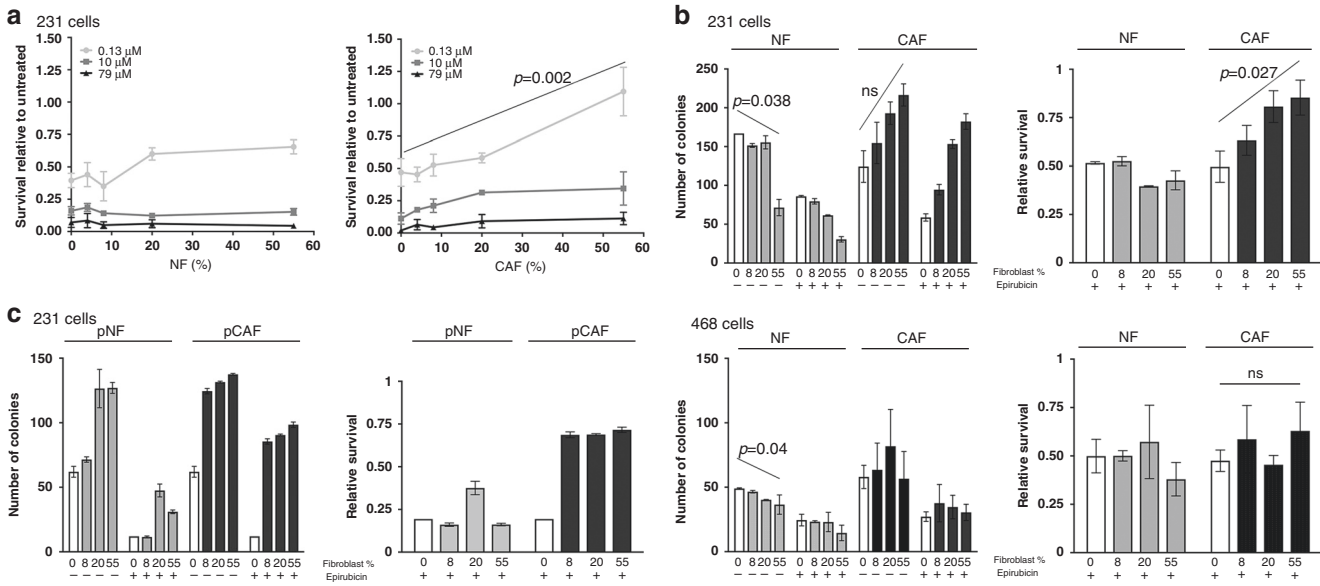 a
231 cells
Survival relative to untreated
1.50
1.25
1.00
0.75
0.50
0.25
0.00
0.13 μM
10 μM
79 μM
0 10 20 30 40 50 60
NF (%)
Survival relative to untreated
1.50
1.25
1.00
0.75
0.50
0.25
0.00
0.13 μM
10 μM
79 μM
p=0.002
0 10 20 30 40 50 60
CAF (%)
b
231 cells
NF CAF
Number of colonies
250
200
150
100
50
0
p=0.038
ns
0 8 20 55 0 8 20 55 0 8 20 55 0 8 20 55
– – – – + + + + – – – – + + + +
Fibroblast %
Epirubicin
NF CAF
Relative survival
1
0.75
0.5
0.25
0
p=0.027
0 8 20 55 0 8 20 55
+ + + + + + + +
468 cells
NF CAF
Number of colonies
150
100
50
0
p=0.04
0 8 20 55 0 8 20 55 0 8 20 55 0 8 20 55
– – – – + + + + – – – – + + + +
Fibroblast %
Epirubicin
NF CAF
Relative survival
1
0.75
0.5
0.25
0
ns
0 8 20 55 0 8 20 55
+ + + + + + + +
c
231 cells
pNF pCAF
Number of colonies
150
100
50
0
0 8 20 55 0 8 20 55 0 8 20 55 0 8 20 55
– – – – + + + + – – – – + + + +
Fibroblast %
Epirubicin
pNF pCAF
Relative survival
1
0.75
0.50
0.25
0
0 8 20 55 0 8 20 55
+ + + + + + + +